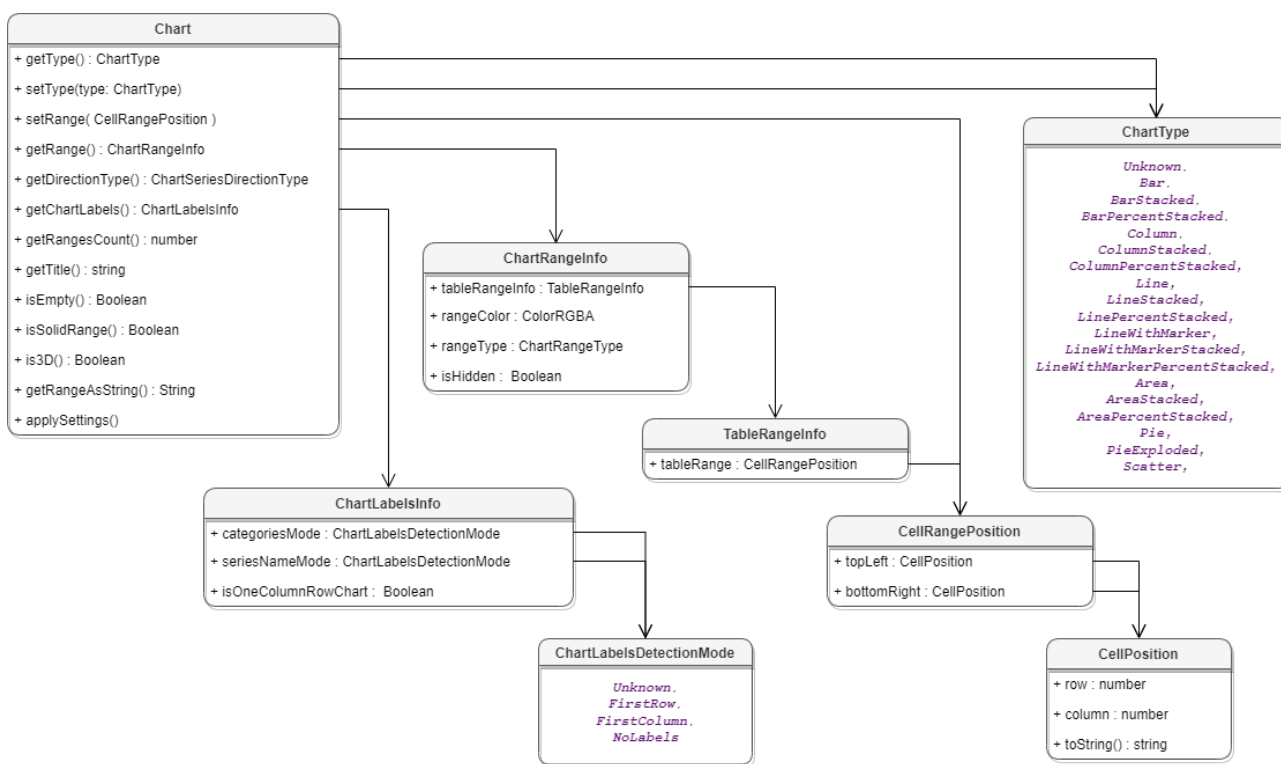 Chart
+ getType() : ChartType
+ setType(type: ChartType)
+ setRange( CellRangePosition )
+ getRange() : ChartRangeInfo
+ getDirectionType() : ChartSeriesDirectionType
+ getChartLabels() : ChartLabelsInfo
+ getRangesCount() : number
+ getTitle() : string
+ isEmpty() : Boolean
+ isSolidRange() : Boolean
+ is3D() : Boolean
+ getRangeAsString() : String
+ applySettings()
ChartType
Unknown,
Bar,
BarStacked,
BarPercentStacked,
Column,
ColumnStacked,
ColumnPercentStacked,
Line,
LineStacked,
LinePercentStacked,
LineWithMarker,
LineWithMarkerStacked,
LineWithMarkerPercentStacked,
Area,
AreaStacked,
AreaPercentStacked,
Pie,
PieExploded,
Scatter,
ChartRangeInfo
+ tableRangeInfo : TableRangeInfo
+ rangeColor : ColorRGBA
+ rangeType : ChartRangeType
+ isHidden : Boolean
TableRangeInfo
+ tableRange : CellRangePosition
ChartLabelsInfo
+ categoriesMode : ChartLabelsDetectionMode
+ seriesNameMode : ChartLabelsDetectionMode
+ isOneColumnRowChart : Boolean
CellRangePosition
+ topLeft : CellPosition
+ bottomRight : CellPosition
ChartLabelsDetectionMode
Unknown,
FirstRow,
FirstColumn,
NoLabels
CellPosition
+ row : number
+ column : number
+ toString() : string